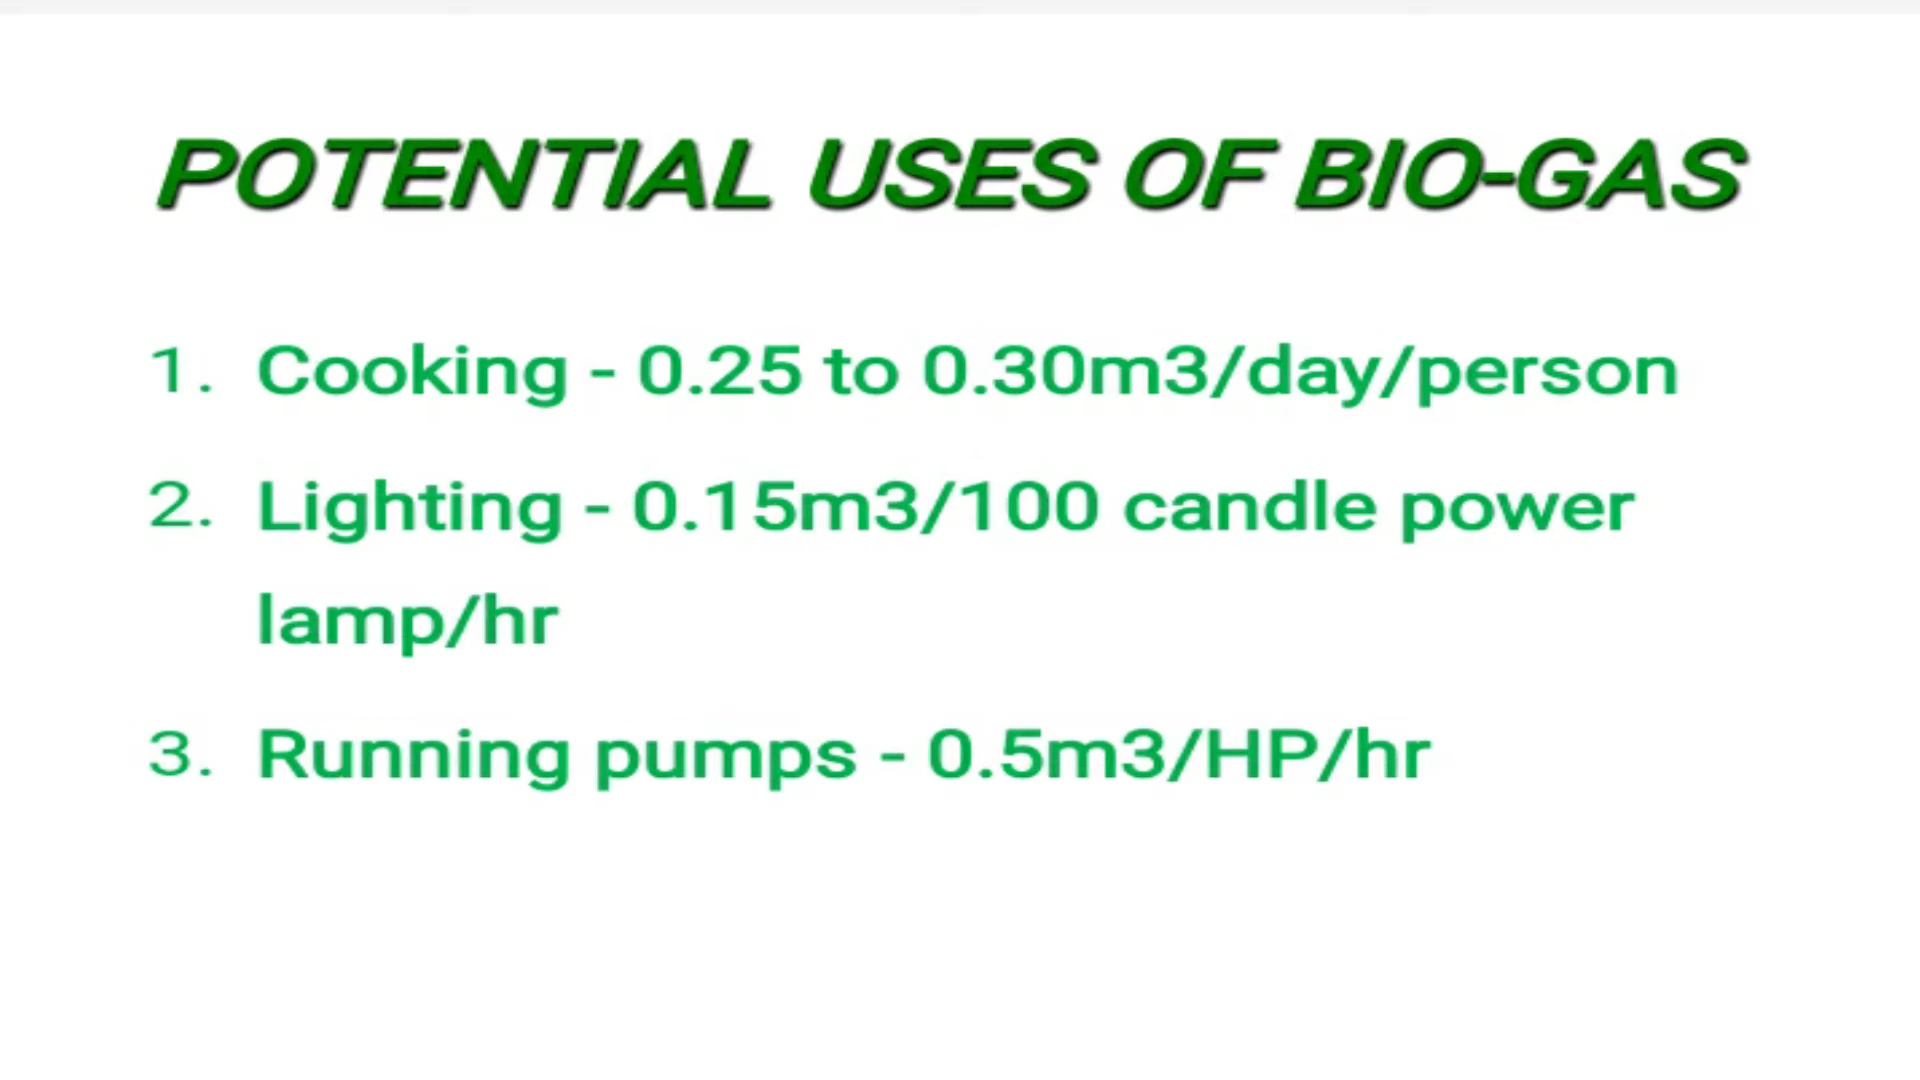 POTENTIAL USES OF BIO-GAS
1. Cooking - 0.25 to 0.30m3/day/person
2. Lighting - 0.15m3/100 candle power
lamp/hr
3. Running pumps - 0.5m3/HP/hr